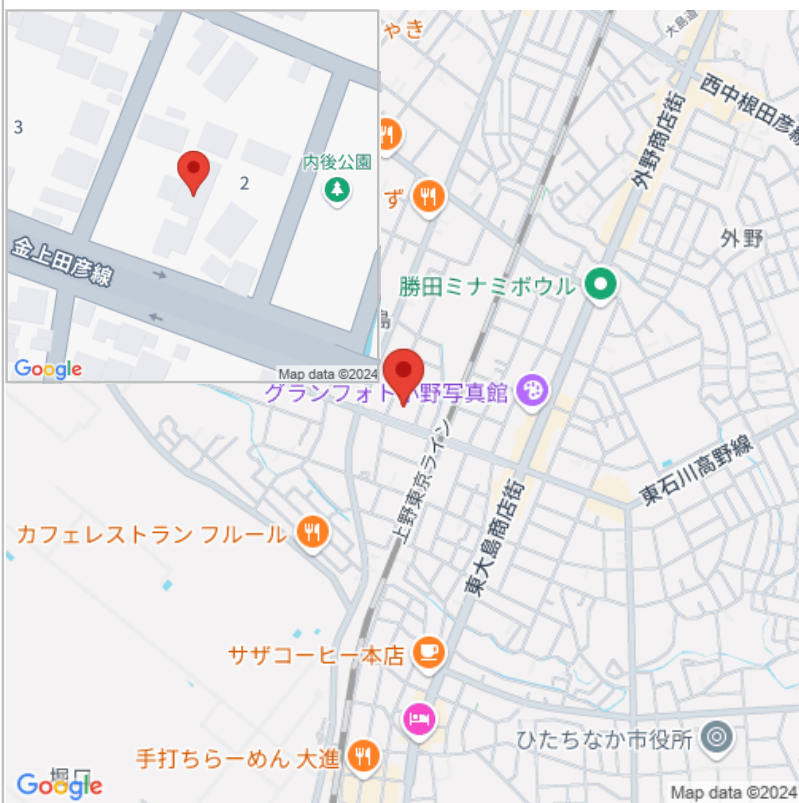 3
2
内後公園
金上田彦線
Google
Map data ©2024
ゃき
大島通
西中根田彦線
外野商店街
ず
外野
勝田ミナミボウル
島
グランフォト小野写真館
上野東京ライン
東石川高野線
東大島商店街
カフェレストラン フルール
サザコーヒー本店
ひたちなか市役所
手打ちらーめん 大進
堀口
Google
Map data ©2024